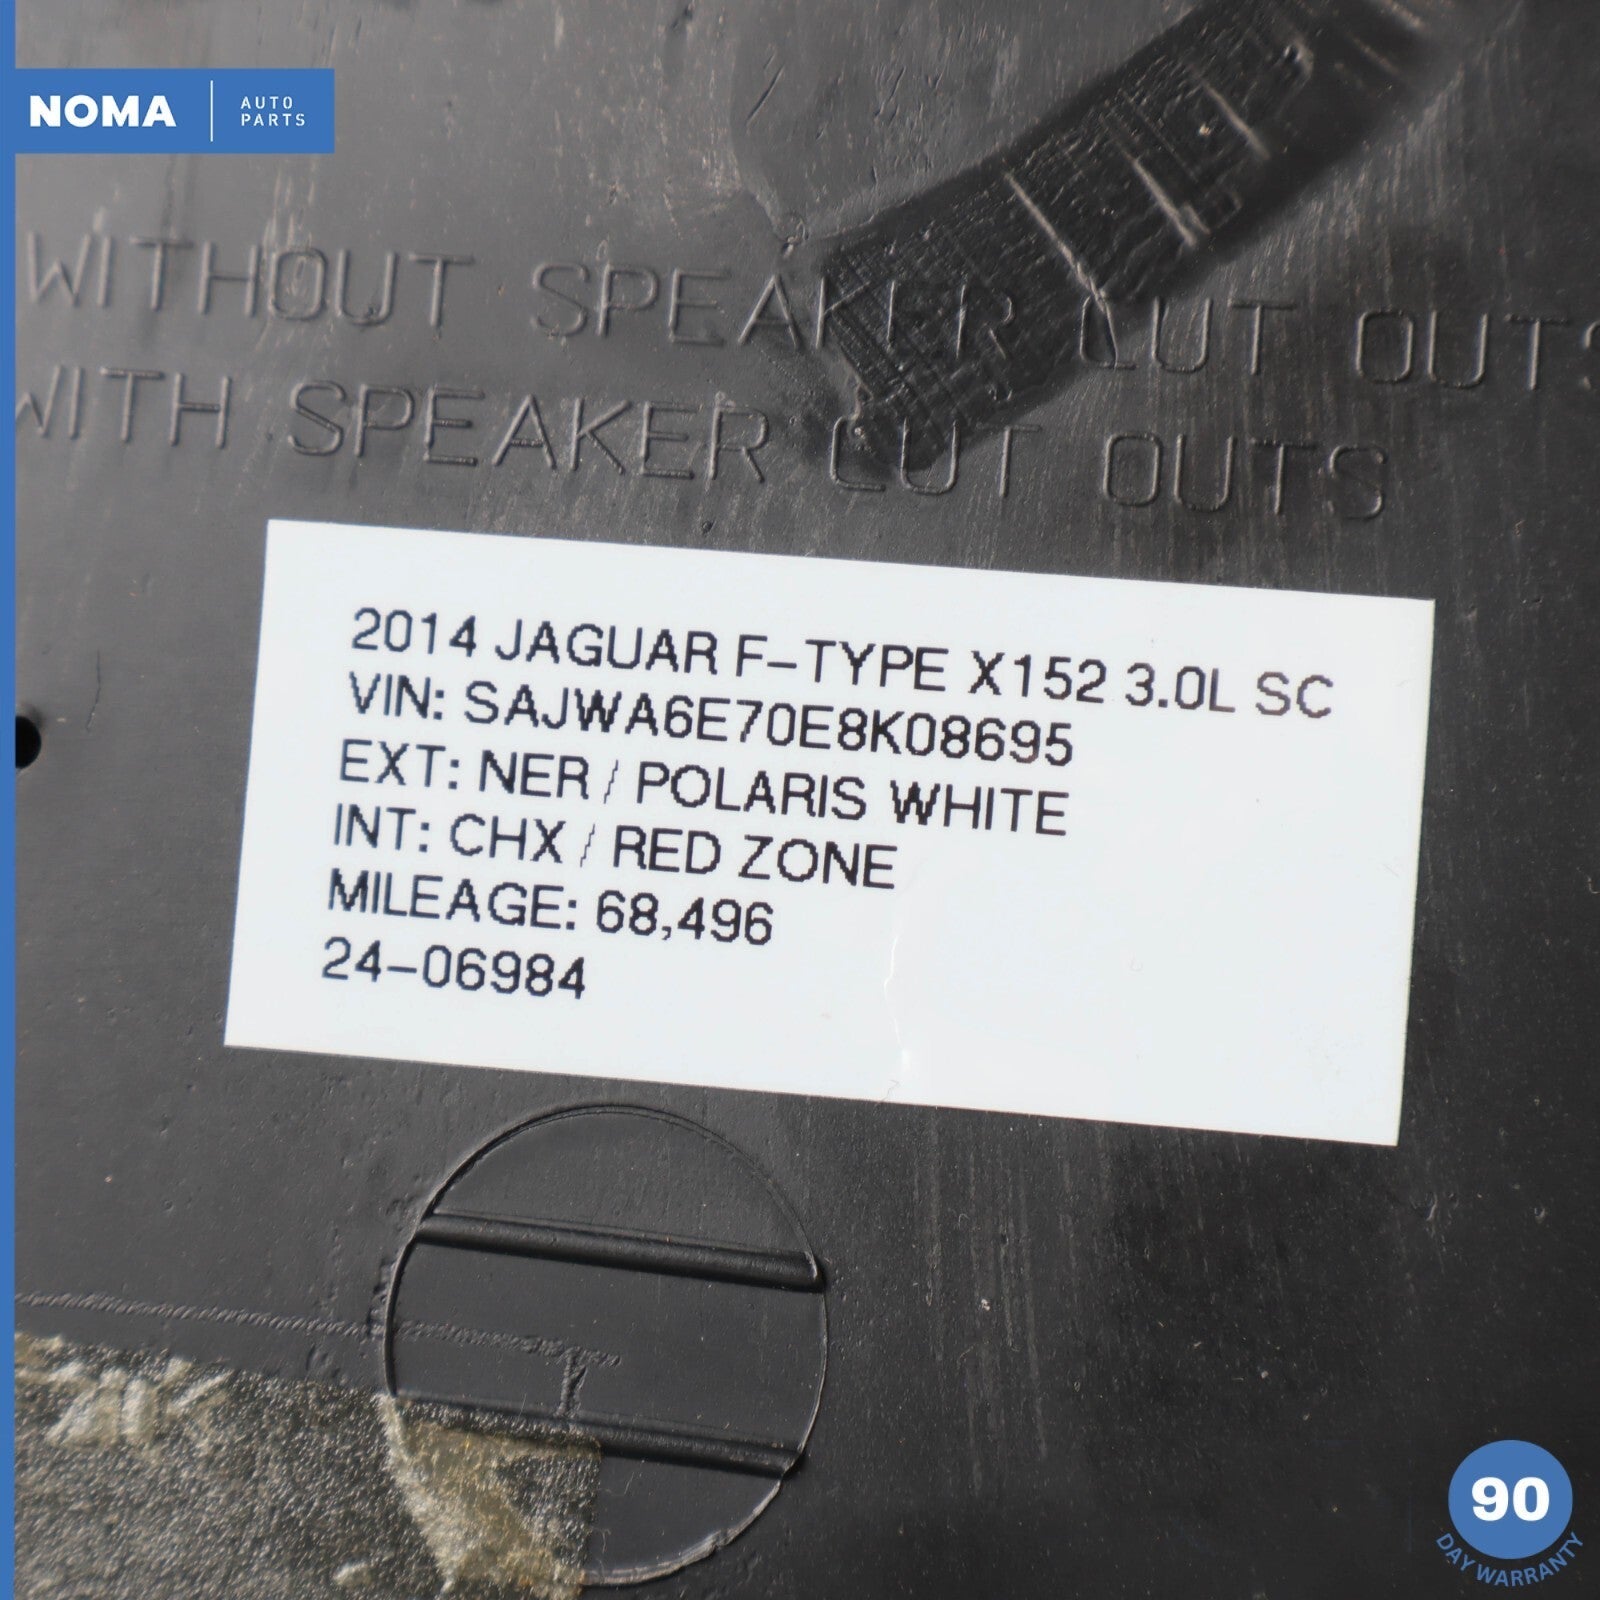 NOMA
AUTO
PARTS
WITHOUT SPEAKER CUT OUTS
WITH SPEAKER CUT OUTS
2014 JAGUAR F-TYPE X152 3.0L SC
VIN: SAJWA6E70E8K08695
EXT: NER / POLARIS WHITE
INT: CHX / RED ZONE
MILEAGE: 68,496
24-06984
90
DAY WARRANTY